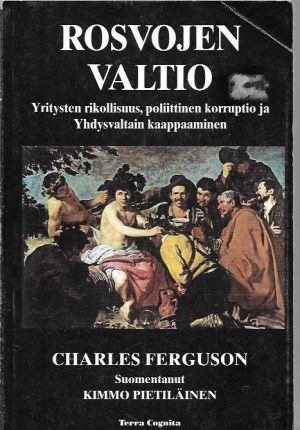 ROSVOJEN
VALTIO
Yritysten rikollisuus, poliittinen korruptio ja
Yhdysvaltain kaappaaminen
CHARLES FERGUSON
Suomentanut
KIMMO PIETILÄINEN
Terra Cognita